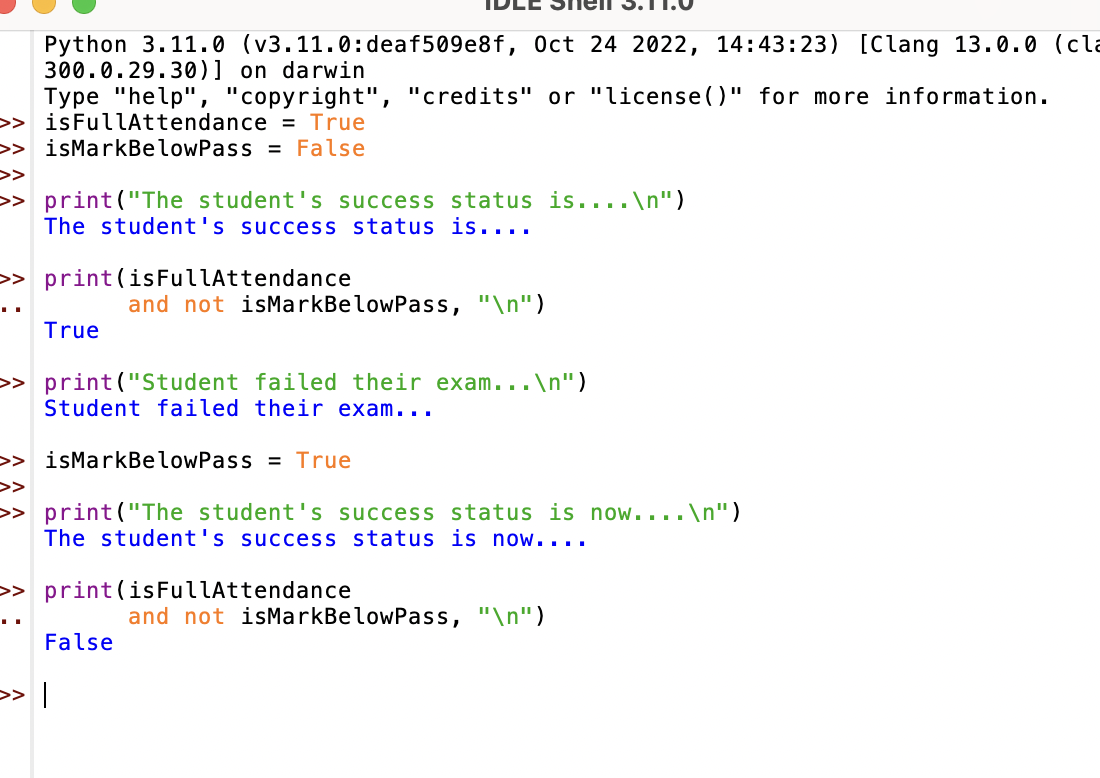 IDLE Shell 3.11.0
Python 3.11.0 (v3.11.0:deaf509e8f, Oct 24 2022, 14:43:23) [Clang 13.0.0 (cla
300.0.29.30)] on darwin
Type "help", "copyright", "credits" or "license()" for more information.
>> isFullAttendance = True
>> isMarkBelowPass = False
>>
>> print("The student's success status is....\n")
The student's success status is....
>> print(isFullAttendance
.. and not isMarkBelowPass, "\n")
True
>> print("Student failed their exam...\n")
Student failed their exam...
>> isMarkBelowPass = True
>>
>> print("The student's success status is now....\n")
The student's success status is now....
>> print(isFullAttendance
.. and not isMarkBelowPass, "\n")
False
>>